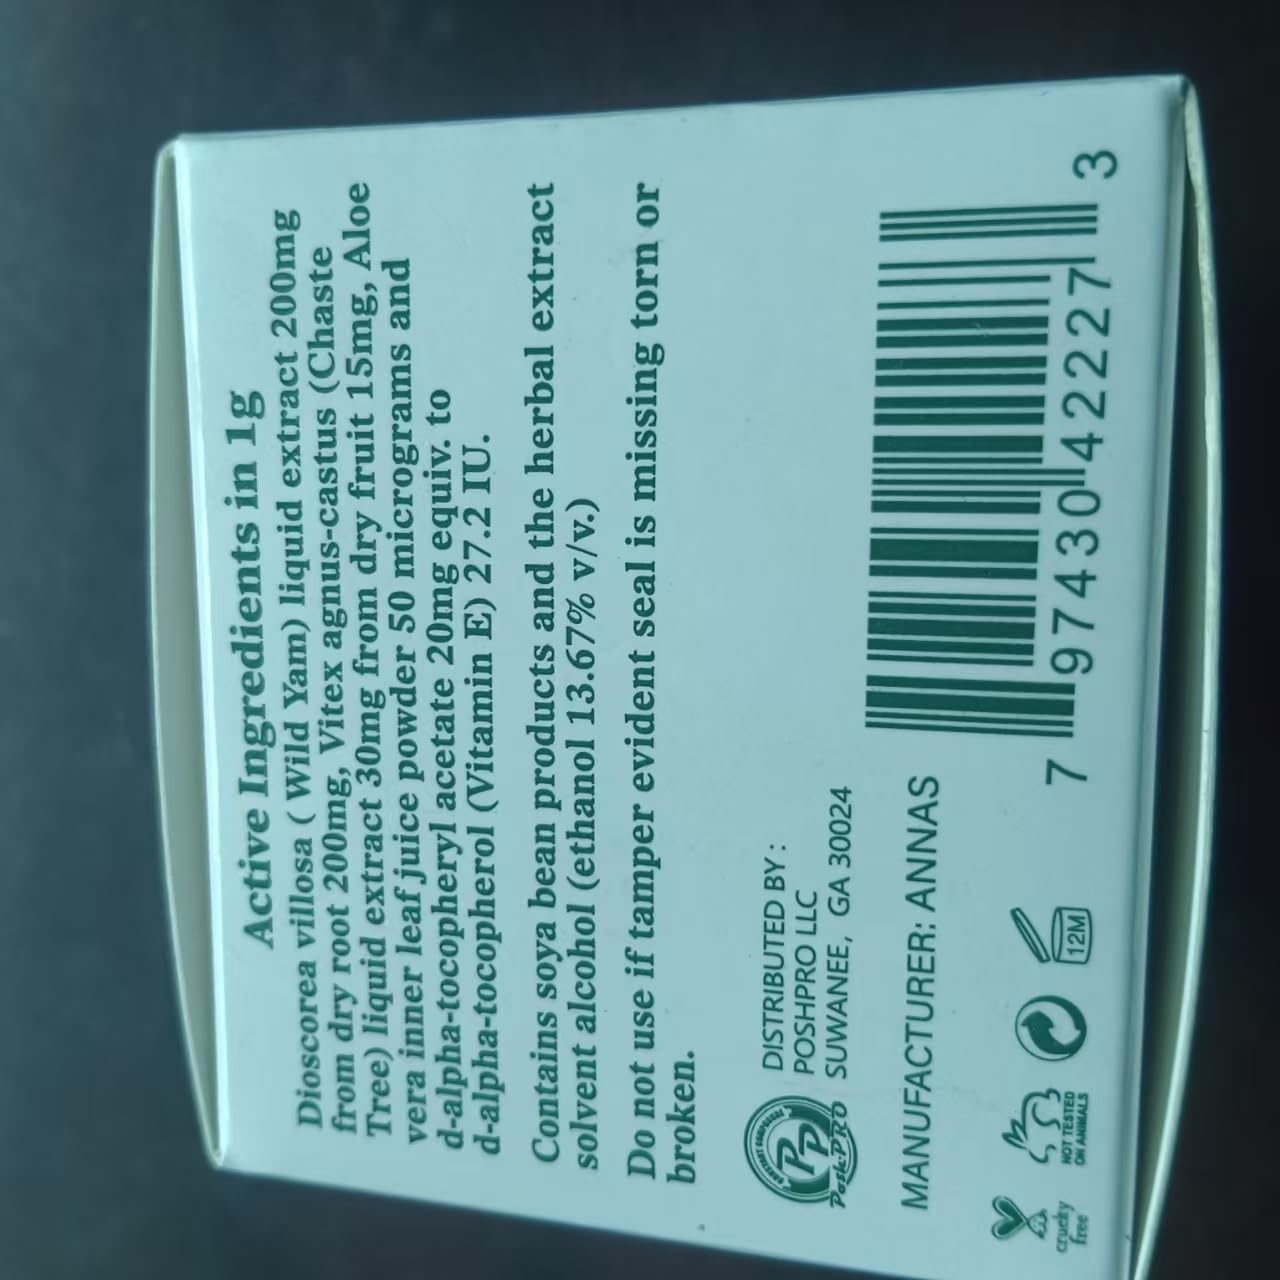 Active Ingredients in 1g
Dioscorea villosa ( Wild Yam) liquid extract 200mg
from dry root 200mg, Vitex agnus-castus (Chaste
Tree) liquid extract 30mg from dry fruit 15mg, Aloe
vera inner leaf juice powder 50 micrograms and
d-alpha-tocopheryl acetate 20mg equiv. to
d-alpha-tocopherol (Vitamin E) 27.2 IU.
Contains soya bean products and the herbal extract
solvent alcohol (ethanol 13.67% v/v.)
Do not use if tamper evident seal is missing torn or
broken.
PP
Posh-PRO
DISTRIBUTED BY :
POSHPRO LLC
SUWANEE, GA 30024
MANUFACTURER: ANNAS
cruelty
free
NOT TESTED
ON ANIMALS
12M
7 97430 42227 3